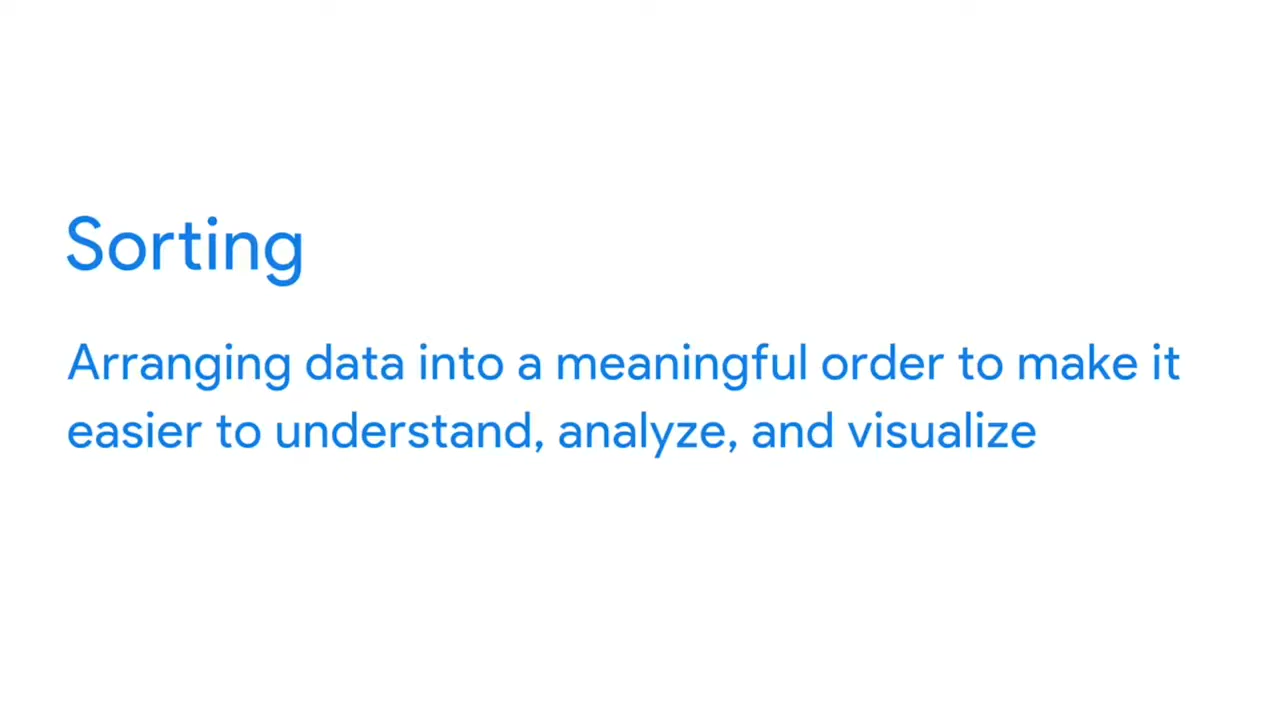 Sorting
Arranging data into a meaningful order to make it
easier to understand, analyze, and visualize